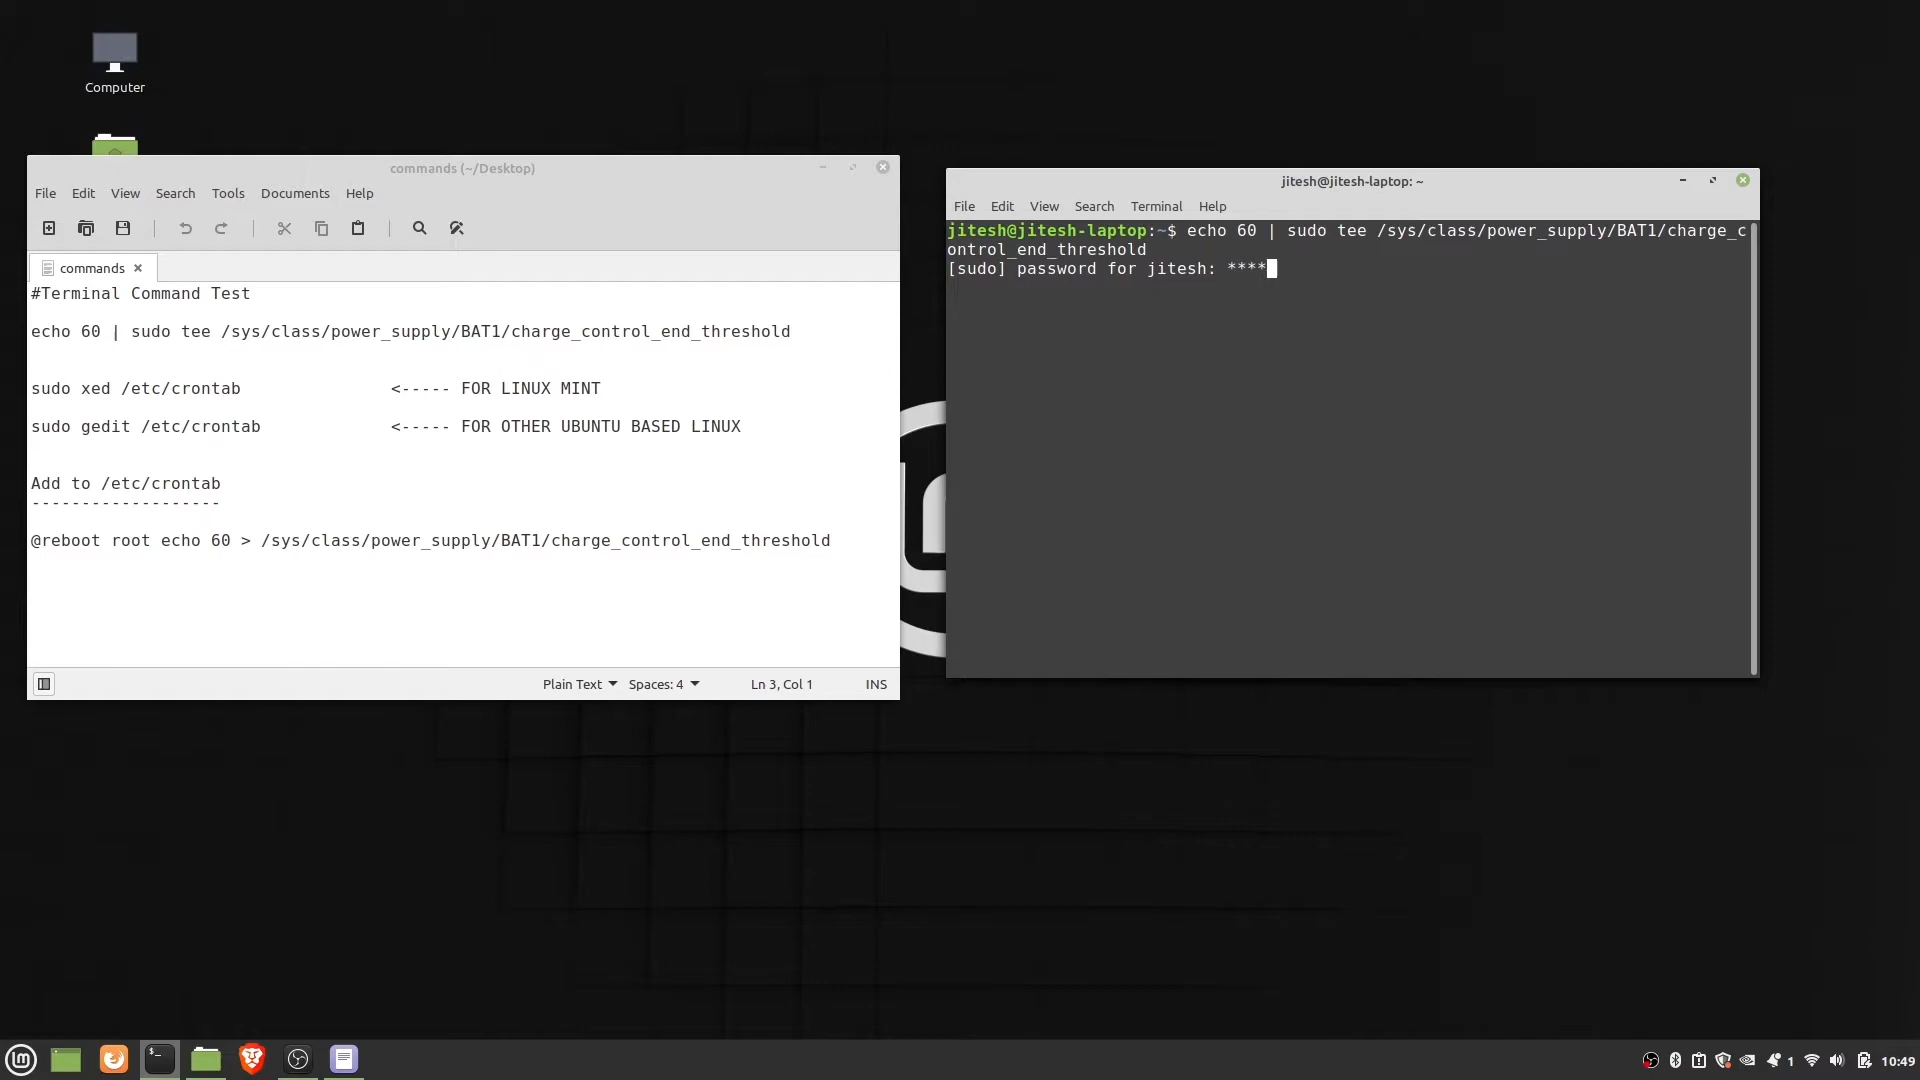 Computer
commands (~/Desktop)
File Edit View Search Tools Documents Help
commands
#Terminal Command Test
echo 60 | sudo tee /sys/class/power_supply/BAT1/charge_control_end_threshold
sudo xed /etc/crontab <----- FOR LINUX MINT
sudo gedit /etc/crontab <----- FOR OTHER UBUNTU BASED LINUX
Add to /etc/crontab
-------------------
@reboot root echo 60 > /sys/class/power_supply/BAT1/charge_control_end_threshold
Plain Text Spaces: 4 Ln 3, Col 1 INS
jitesh@jitesh-laptop: ~
File Edit View Search Terminal Help
jitesh@jitesh-laptop:~$ echo 60 | sudo tee /sys/class/power_supply/BAT1/charge_c
ontrol_end_threshold
[sudo] password for jitesh: ****
1 10:49